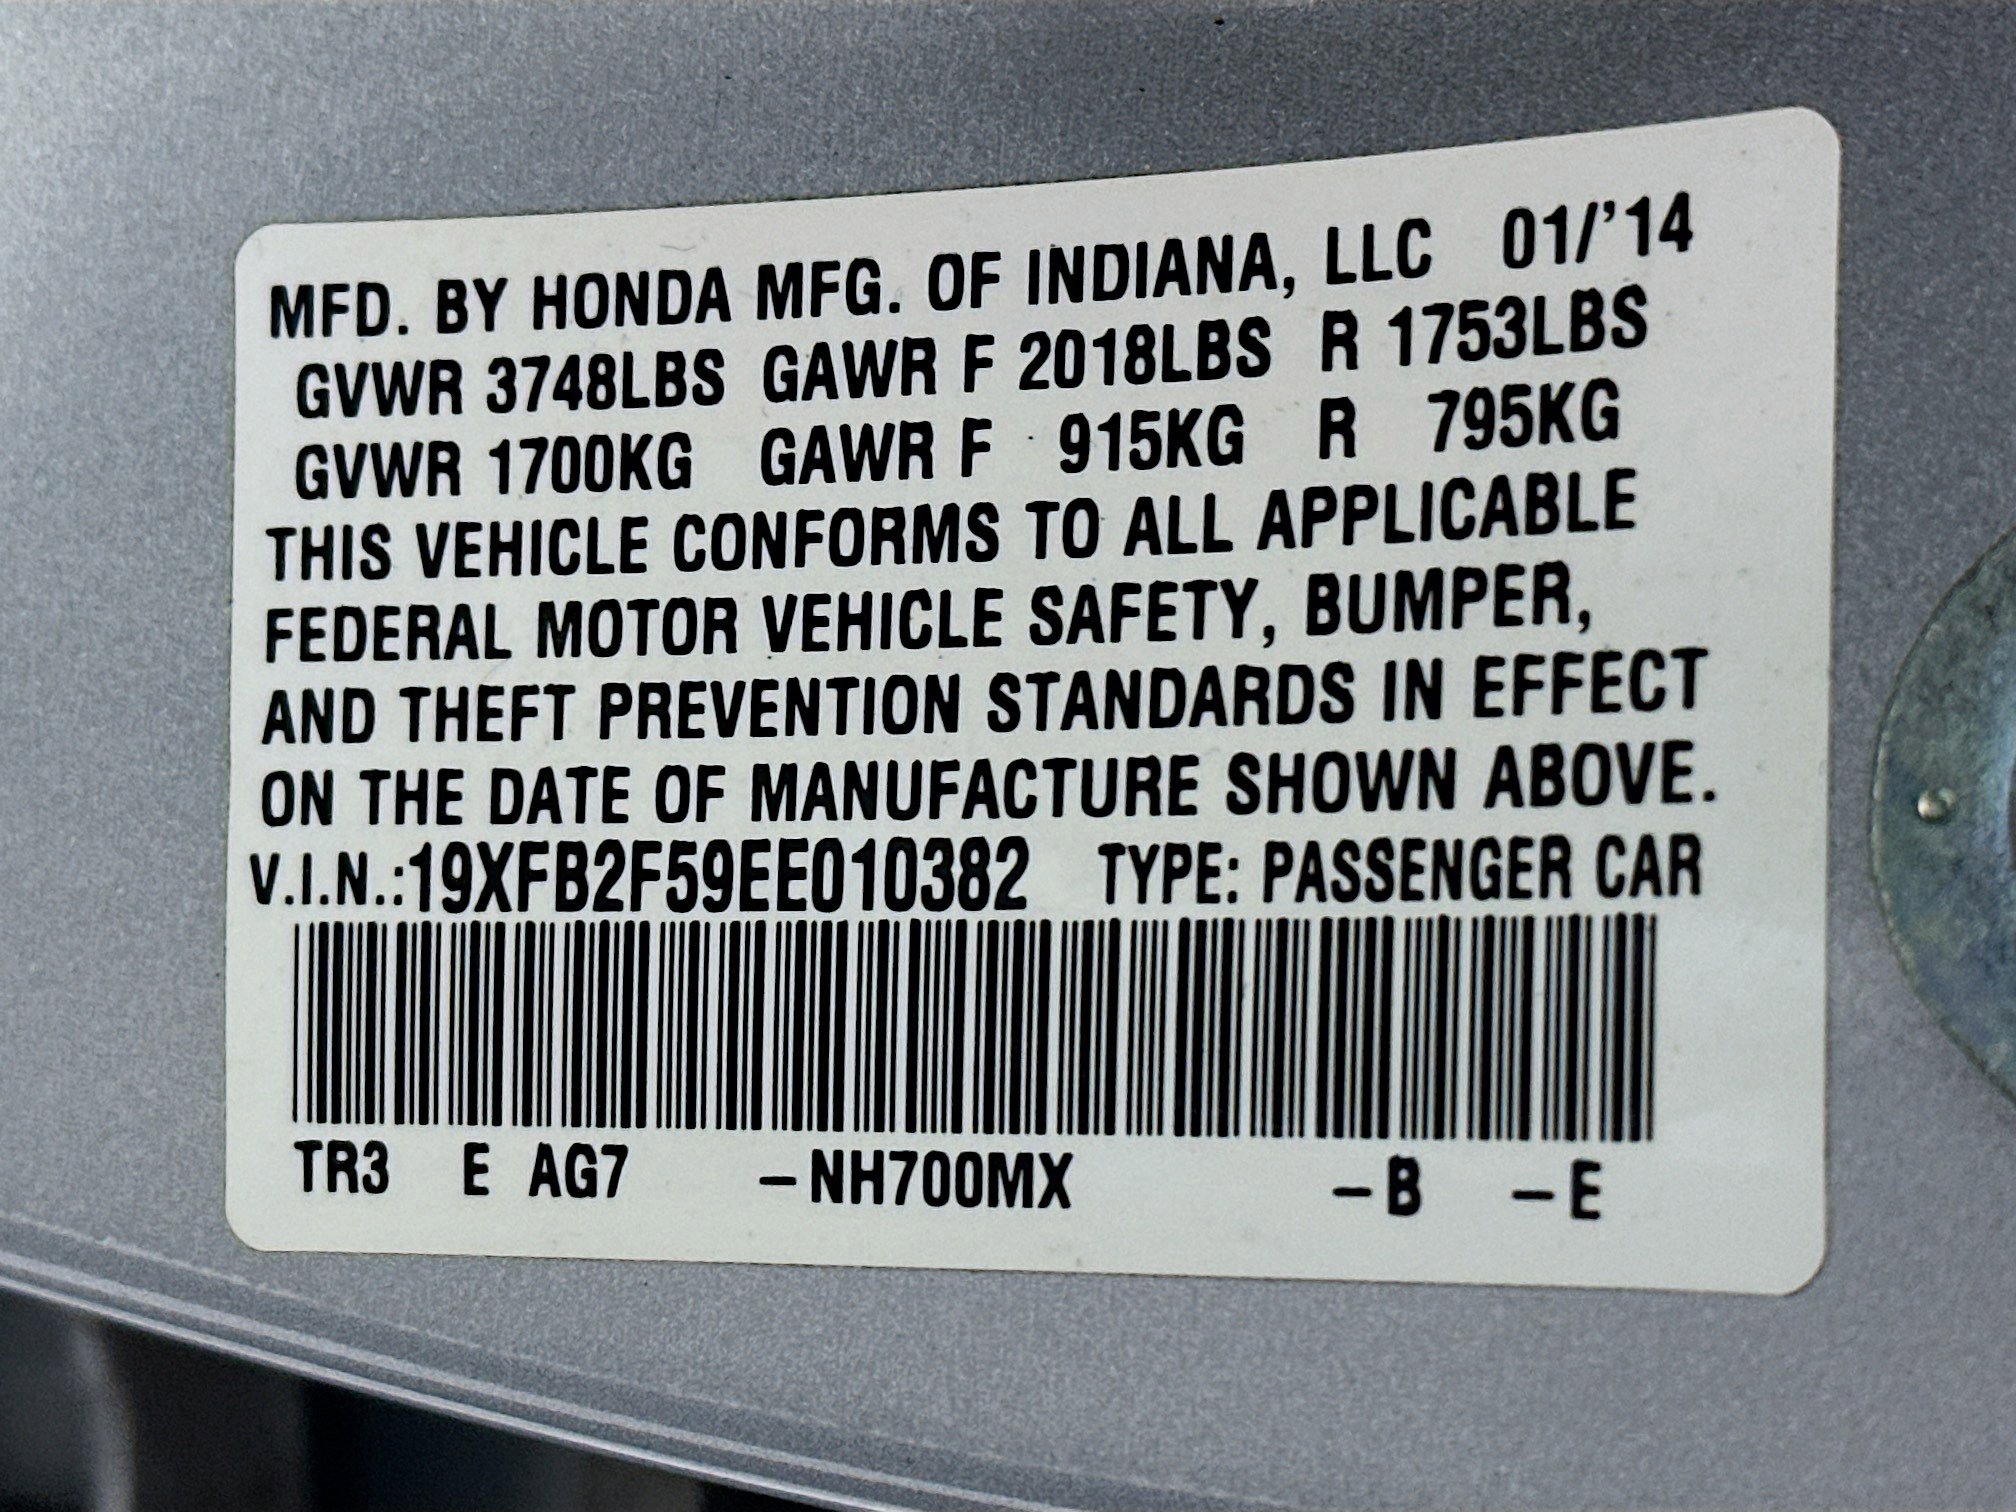 MFD. BY HONDA MFG. OF INDIANA, LLC 01/'14
GVWR 3748LBS GAWR F 2018LBS R 1753LBS
GVWR 1700KG GAWR F 915KG R 795KG
THIS VEHICLE CONFORMS TO ALL APPLICABLE
FEDERAL MOTOR VEHICLE SAFETY, BUMPER,
AND THEFT PREVENTION STANDARDS IN EFFECT
ON THE DATE OF MANUFACTURE SHOWN ABOVE.
V.I.N.:19XFB2F59EE010382 TYPE: PASSENGER CAR
TR3 E AG7 –NH700MX –B –E